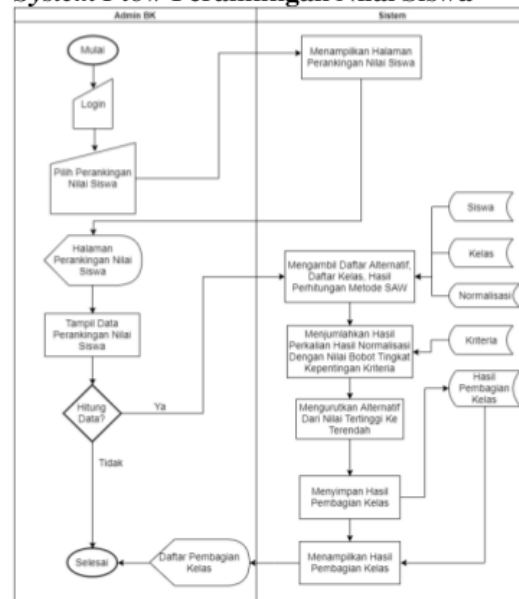 System Flow Perankingan Nilai Siswa
Admin BK
Sistem
Mulai
Login
Pilih Perankingan
Nilai Siswa
Menampilkan Halaman
Perankingan Nilai Siswa
Halaman
Perankingan Nilai
Siswa
Tampil Data
Perankingan Nilai
Siswa
Hitung
Data?
Ya
Tidak
Siswa
Kelas
Normalisasi
Mengambil Daftar Alternatif,
Daftar Kelas, Hasil
Perhitungan Metode SAW
Kriteria
Menjumlahkan Hasil
Perkalian Hasil Normalisasi
Dengan Nilai Bobot Tingkat
Kepentingan Kriteria
Hasil
Pembagian
Kelas
Mengurutkan Alternatif
Dari Nilai Tertinggi Ke
Terendah
Menyimpan Hasil
Pembagian Kelas
Menampilkan Hasil
Pembagian Kelas
Daftar Pembagian
Kelas
Selesai